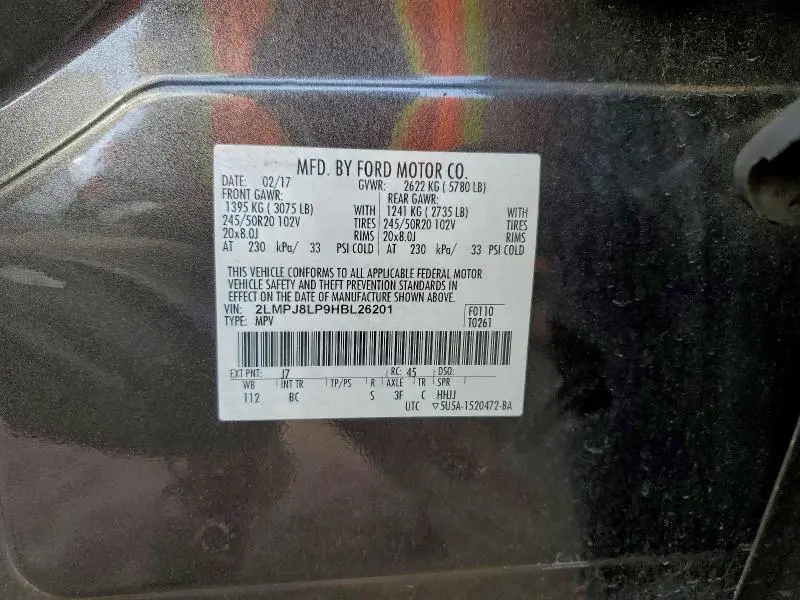 MFD. BY FORD MOTOR CO.
DATE: 02/17 GVWR: 2622 KG ( 5780 LB)
FRONT GAWR: REAR GAWR:
1395 KG ( 3075 LB) WITH 1241 KG ( 2735 LB) WITH
245/50R20 102V TIRES 245/50R20 102V TIRES
20x8.0J RIMS 20x8.0J RIMS
AT 230 kPa/ 33 PSI COLD AT 230 kPa/ 33 PSI COLD
THIS VEHICLE CONFORMS TO ALL APPLICABLE FEDERAL MOTOR
VEHICLE SAFETY AND THEFT PREVENTION STANDARDS IN
EFFECT ON THE DATE OF MANUFACTURE SHOWN ABOVE.
VIN: 2LMPJ8LP9HBL26201 F0110
TYPE: MPV T0261
EXT PNT: J7 RC: 45 DSO:
WB INT TR TP/PS R AXLE TR SPR
112 BC S 3F C HHJJ
UTC ▽5U5A-1520472-BA